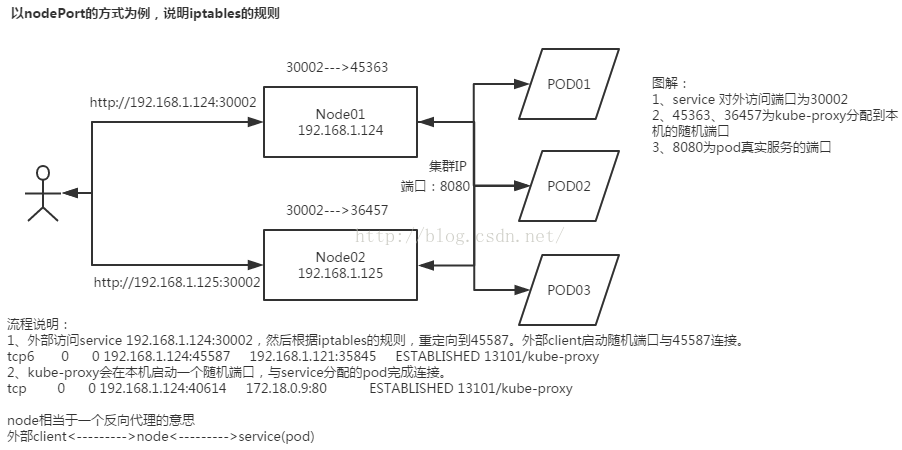 以nodePort的方式为例，说明iptables的规则
30002--->45363
http://192.168.1.124:30002
Node01
192.168.1.124
POD01
图解：
1、service 对外访问端口为30002
2、45363、36457为kube-proxy分配到本
机的随机端口
3、8080为pod真实服务的端口
集群IP
端口：8080
POD02
30002--->36457
http://blog.csdn.net/
Node02
192.168.1.125
http://192.168.1.125:30002
POD03
流程说明：
1、外部访问service 192.168.1.124:30002，然后根据iptables的规则，重定向到45587。外部client启动随机端口与45587连接。
tcp6 0 0 192.168.1.124:45587 192.168.1.121:35845 ESTABLISHED 13101/kube-proxy
2、kube-proxy会在本机启动一个随机端口，与service分配的pod完成连接。
tcp 0 0 192.168.1.124:40614 172.18.0.9:80 ESTABLISHED 13101/kube-proxy
node相当于一个反向代理的意思
外部client<--------->node<--------->service(pod)